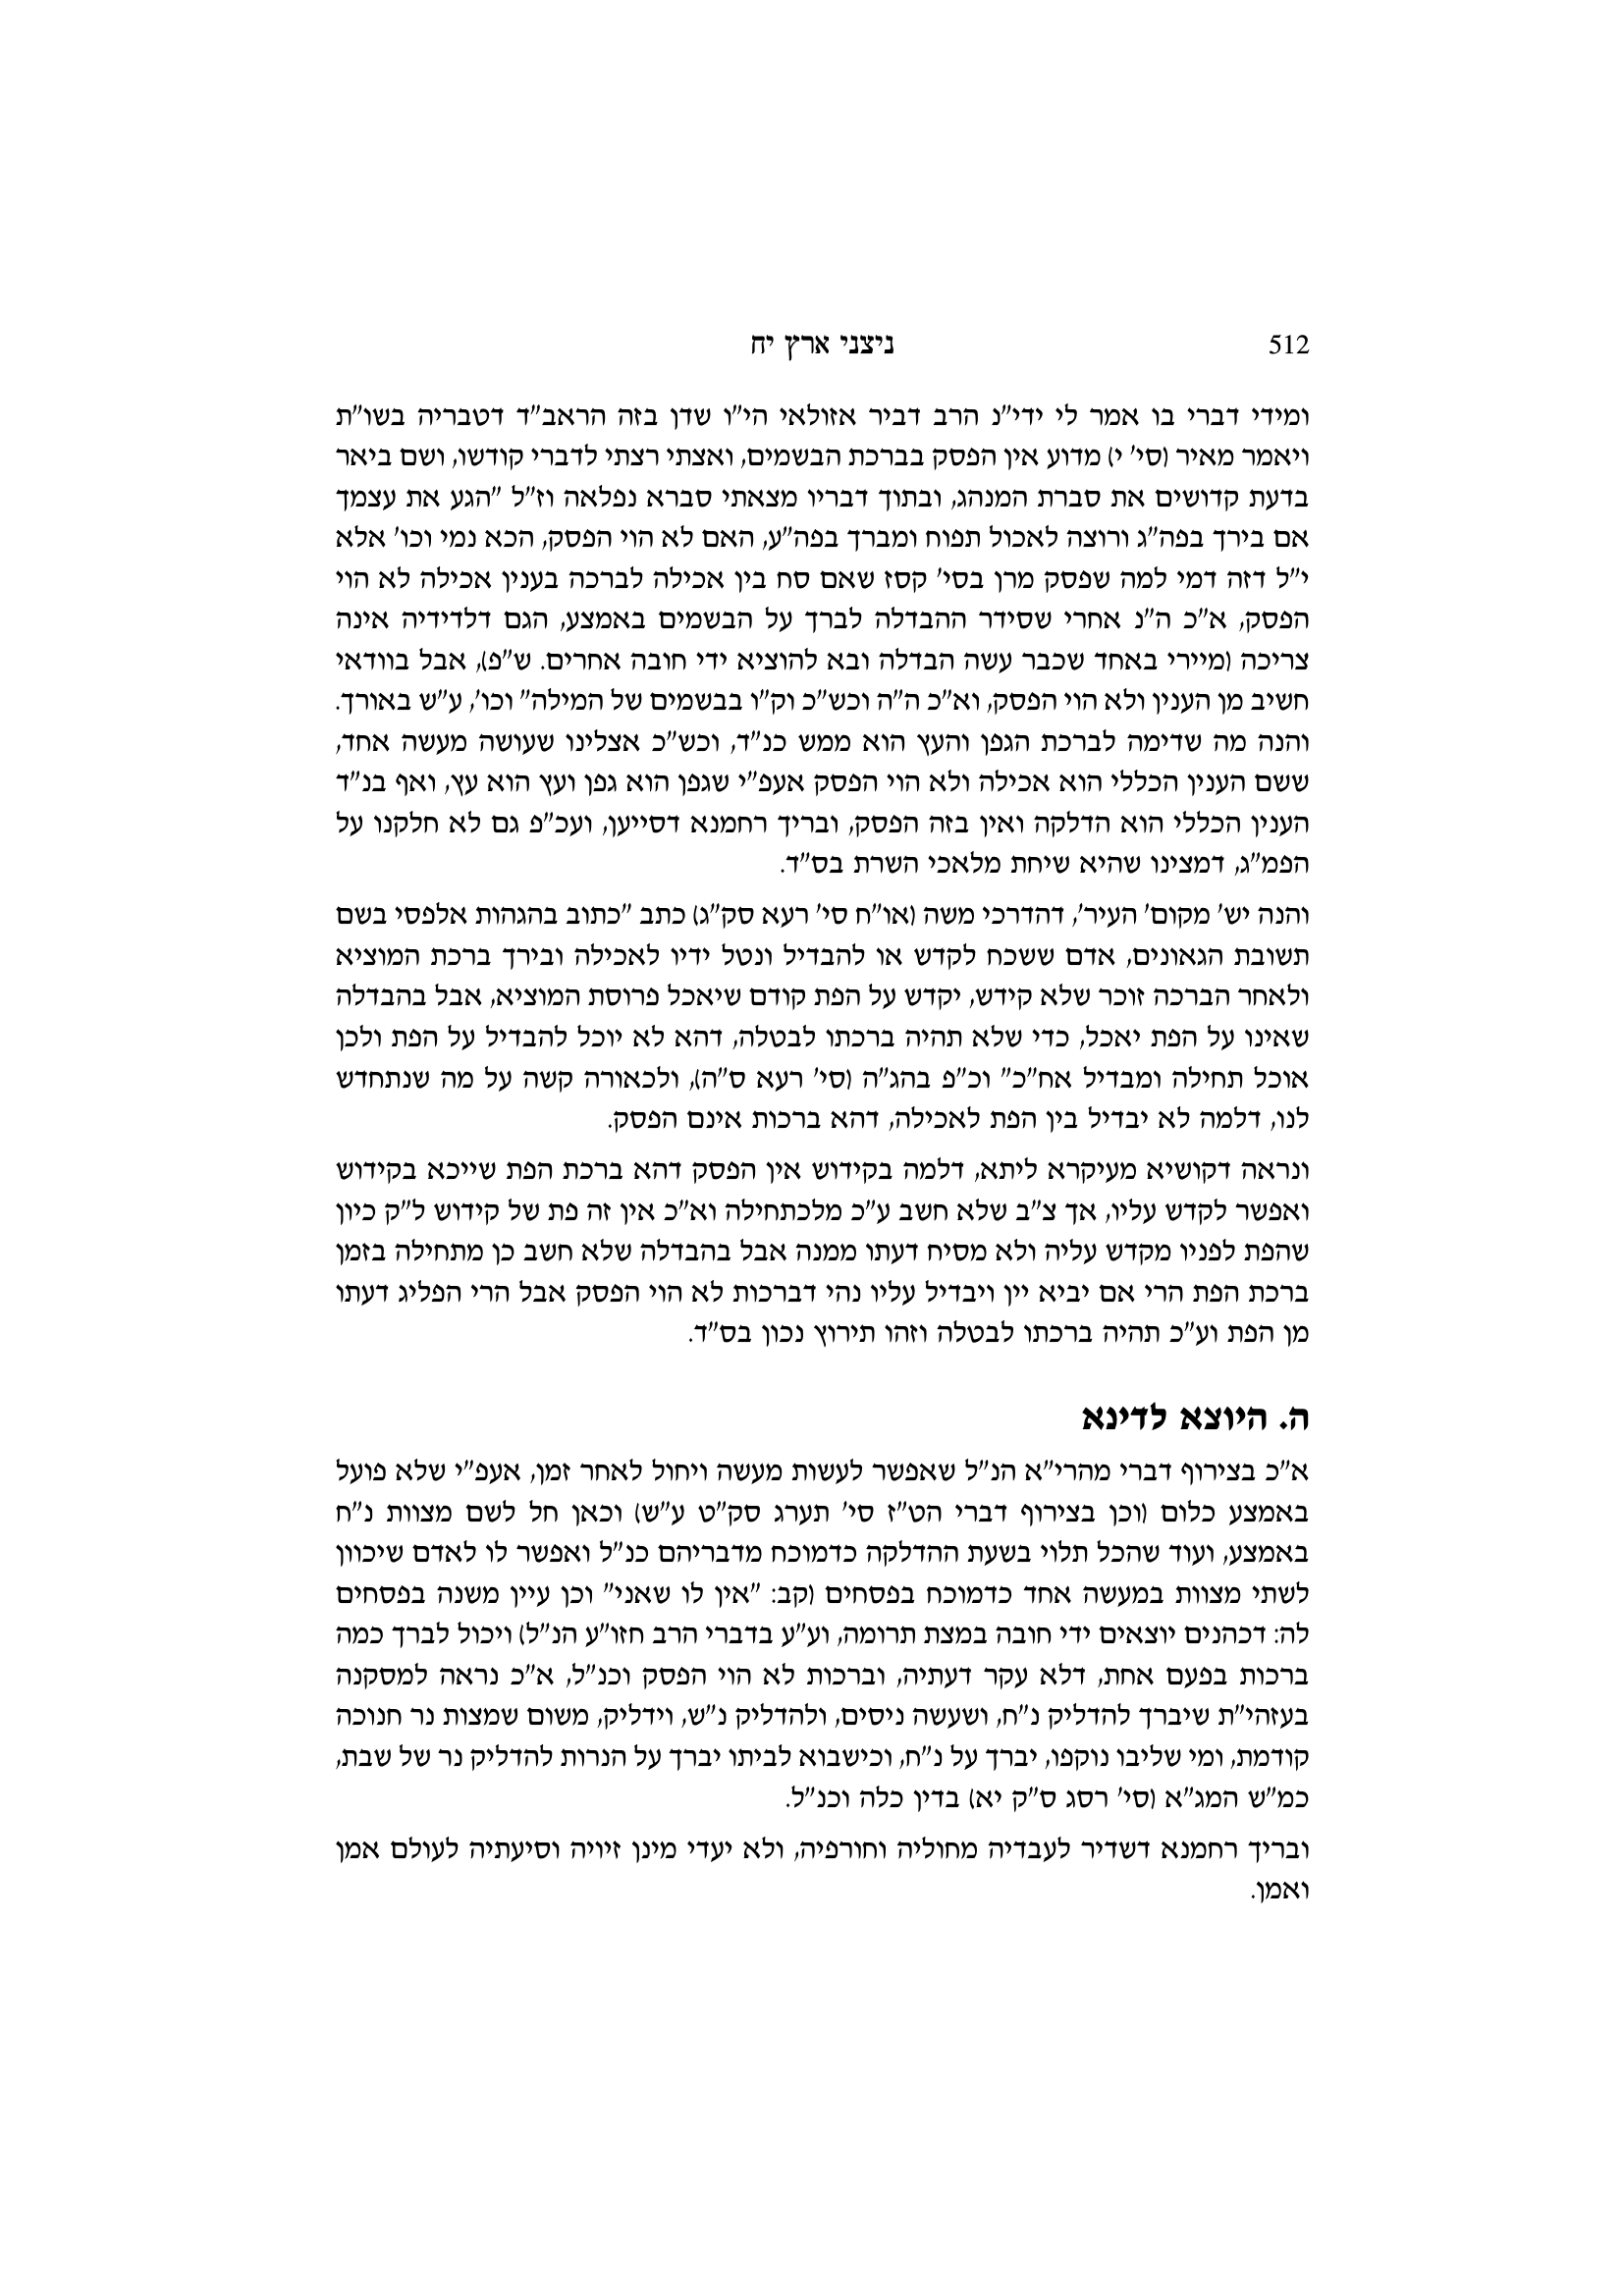 512 ניצני ארץ יח
ומידי דברי בו אמר לי ידי"נ הרב דביר אזולאי הי"ו שדן בזה הראב"ד דטבריה בשו"ת
ויאמר מאיר (סי' י) מדוע אין הפסק בברכת הבשמים, ואצתי רצתי לדברי קודשו, ושם ביאר
בדעת קדושים את סברת המנהג, ובתוך דבריו מצאתי סברא נפלאה וז"ל "הגע את עצמך
אם בירך בפה"ג ורוצה לאכול תפוח ומברך בפה"ע, האם לא הוי הפסק, הכא נמי וכו' אלא
י"ל דזה דמי למה שפסק מרן בסי' קסז שאם סח בין אכילה לברכה בענין אכילה לא הוי
הפסק, א"כ ה"נ אחרי שסידר ההבדלה לברך על הבשמים באמצע, הגם דלדידיה אינה
צריכה (מיירי באחד שכבר עשה הבדלה ובא להוציא ידי חובה אחרים. ש"פ), אבל בוודאי
חשיב מן הענין ולא הוי הפסק, וא"כ ה"ה וכש"כ וק"ו בבשמים של המילה" וכו', ע"ש באורך.
והנה מה שדימה לברכת הגפן והעץ הוא ממש כנ"ד, וכש"כ אצלינו שעושה מעשה אחד,
ששם הענין הכללי הוא אכילה ולא הוי הפסק אעפ"י שגפן הוא גפן ועץ הוא עץ, ואף בנ"ד
הענין הכללי הוא הדלקה ואין בזה הפסק, ובריך רחמנא דסייען, ועכ"פ גם לא חלקנו על
הפמ"ג, דמצינו שהיא שיחת מלאכי השרת בס"ד.
והנה יש' מקום' העיר', דהדרכי משה (או"ח סי' רעא סק"ג) כתב "כתוב בהגהות אלפסי בשם
תשובת הגאונים, אדם ששכח לקדש או להבדיל ונטל ידיו לאכילה ובירך ברכת המוציא
ולאחר הברכה זוכר שלא קידש, יקדש על הפת קודם שיאכל פרוסת המוציא, אבל בהבדלה
שאינו על הפת יאכל, כדי שלא תהיה ברכתו לבטלה, דהא לא יוכל להבדיל על הפת ולכן
אוכל תחילה ומבדיל אח"כ" וכ"פ בהג"ה (סי' רעא ס"ה), ולכאורה קשה על מה שנתחדש
לנו, דלמה לא יבדיל בין הפת לאכילה, דהא ברכות אינם הפסק.
ונראה דקושיא מעיקרא ליתא, דלמה בקידוש אין הפסק דהא ברכת הפת שייכא בקידוש
ואפשר לקדש עליו, אך צ"ב שלא חשב ע"כ מלכתחילה וא"כ אין זה פת של קידוש ל"ק כיון
שהפת לפניו מקדש עליה ולא מסיח דעתו ממנה אבל בהבדלה שלא חשב כן מתחילה בזמן
ברכת הפת הרי אם יביא יין ויבדיל עליו נהי דברכות לא הוי הפסק אבל הרי הפליג דעתו
מן הפת וע"כ תהיה ברכתו לבטלה וזהו תירוץ נכון בס"ד.
ה. היוצא לדינא
א"כ בצירוף דברי מהרי"א הנ"ל שאפשר לעשות מעשה ויחול לאחר זמן, אעפ"י שלא פועל
באמצע כלום (וכן בצירוף דברי הט"ז סי' תערג סק"ט ע"ש) וכאן חל לשם מצוות נ"ח
באמצע, ועוד שהכל תלוי בשעת ההדלקה כדמוכח מדבריהם כנ"ל ואפשר לו לאדם שיכוון
לשתי מצוות במעשה אחד כדמוכח בפסחים (קב: "אין לו שאני" וכן עיין משנה בפסחים
לה: דכהנים יוצאים ידי חובה במצת תרומה, וע"ע בדברי הרב חזו"ע הנ"ל) ויכול לברך כמה
ברכות בפעם אחת, דלא עקר דעתיה, וברכות לא הוי הפסק וכנ"ל, א"כ נראה למסקנה
בעזהי"ת שיברך להדליק נ"ח, ושעשה ניסים, ולהדליק נ"ש, וידליק, משום שמצות נר חנוכה
קודמת, ומי שליבו נוקפו, יברך על נ"ח, וכישבוא לביתו יברך על הנרות להדליק נר של שבת,
כמ"ש המג"א (סי' רסג ס"ק יא) בדין כלה וכנ"ל.
ובריך רחמנא דשדיר לעבדיה מחוליה וחורפיה, ולא יעדי מינן זיויה וסיעתיה לעולם אמן
ואמן.